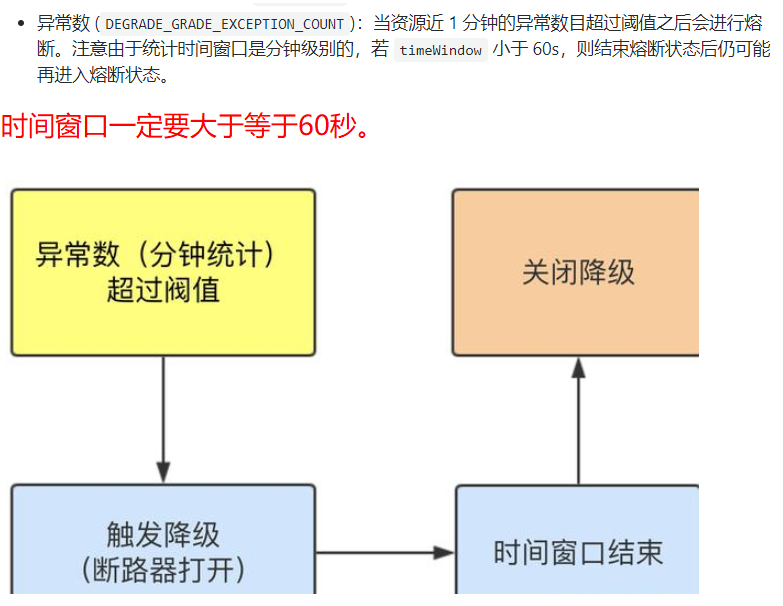 异常数 (DEGRADE_GRADE_EXCEPTION_COUNT)：当资源近 1 分钟的异常数目超过阈值之后会进行熔
断。注意由于统计时间窗口是分钟级别的，若 timeWindow 小于 60s，则结束熔断状态后仍可能
再进入熔断状态。
时间窗口一定要大于等于60秒。
异常数（分钟统计）
超过阀值
关闭降级
触发降级
（断路器打开）
时间窗口结束